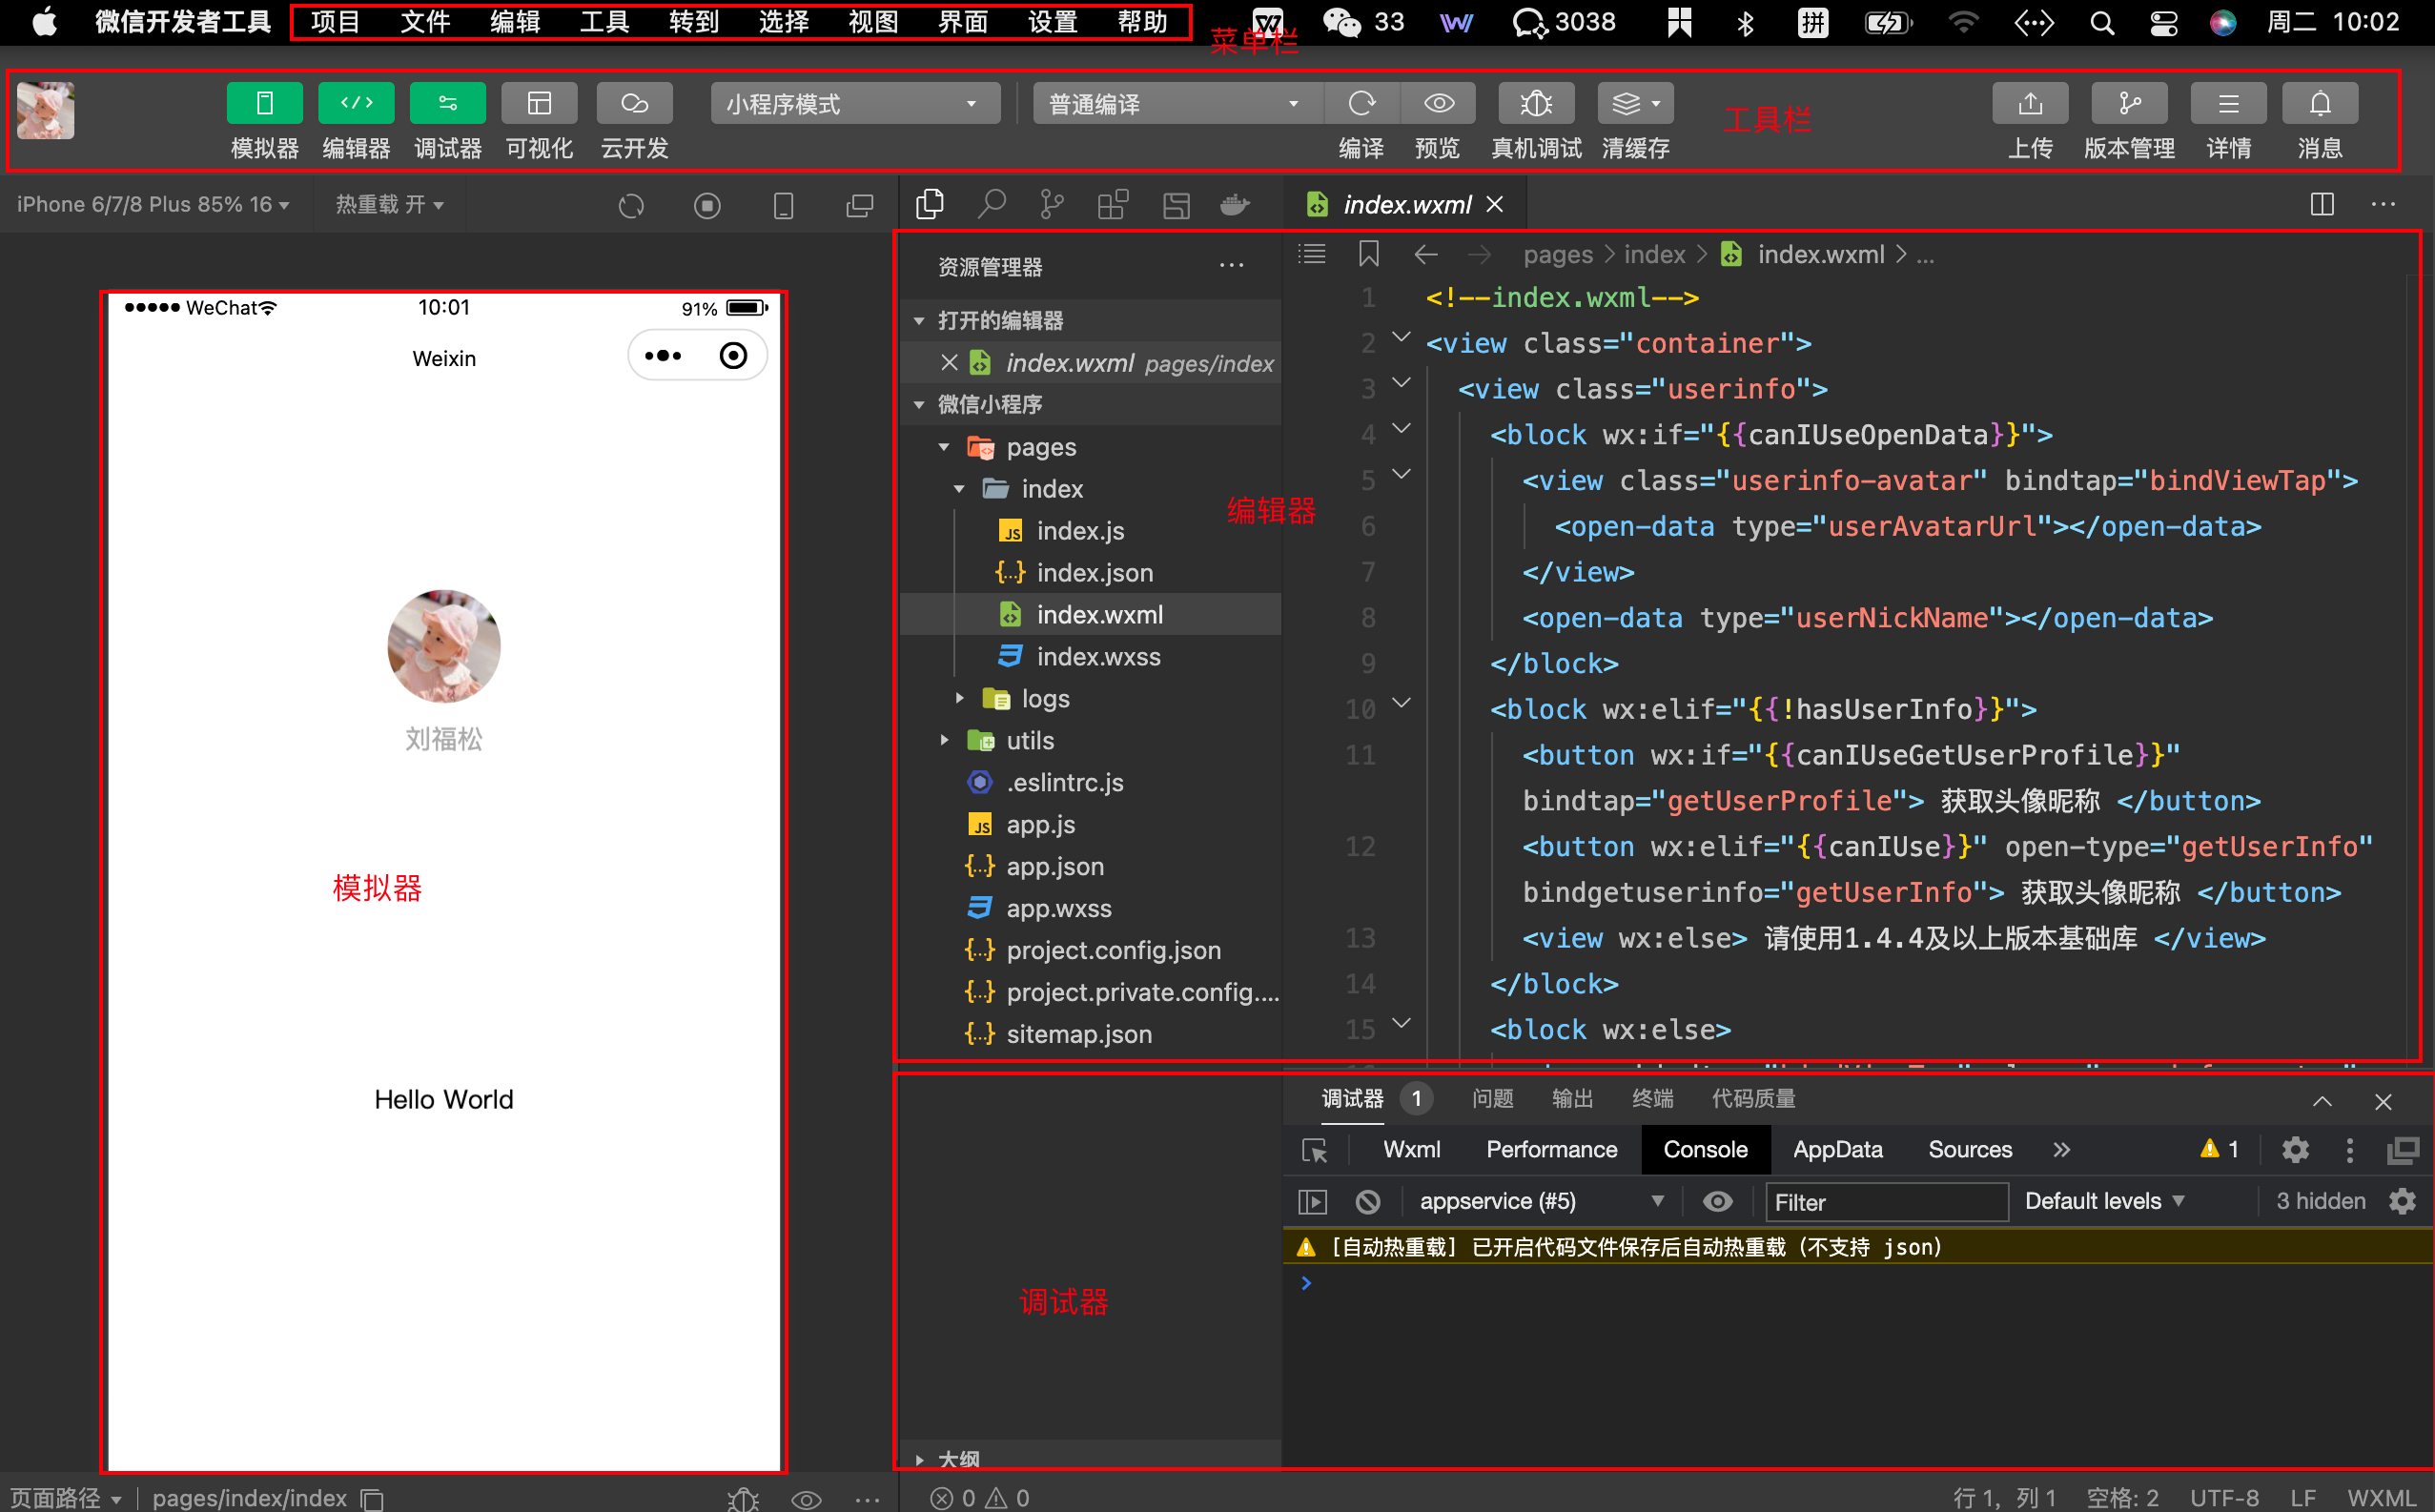 微信开发者工具 项目 文件 编辑 工具 转到 选择 视图 界面 设置 帮助 33 3038 拼 周二 10:02
菜单栏
小程序模式 普通编译
工具栏
模拟器 编辑器 调试器 可视化 云开发 编译 预览 真机调试 清缓存 上传 版本管理 详情 消息
iPhone 6/7/8 Plus 85% 16 热重载 开
index.wxml
WeChat 10:01 91%
Weixin
刘福松
模拟器
Hello World
资源管理器
打开的编辑器
index.wxml pages/index
微信小程序
pages
index
index.js
index.json
index.wxml
index.wxss
logs
utils
.eslintrc.js
app.js
app.json
app.wxss
project.config.json
project.private.config....
sitemap.json
编辑器
pages > index > index.wxml > ...
1 <!--index.wxml-->
2 <view class="container">
3 <view class="userinfo">
4 <block wx:if="{{canIUseOpenData}}">
5 <view class="userinfo-avatar" bindtap="bindViewTap">
6 <open-data type="userAvatarUrl"></open-data>
7 </view>
8 <open-data type="userNickName"></open-data>
9 </block>
10 <block wx:elif="{{!hasUserInfo}}">
11 <button wx:if="{{canIUseGetUserProfile}}"
bindtap="getUserProfile"> 获取头像昵称 </button>
12 <button wx:elif="{{canIUse}}" open-type="getUserInfo"
bindgetuserinfo="getUserInfo"> 获取头像昵称 </button>
13 <view wx:else> 请使用1.4.4及以上版本基础库 </view>
14 </block>
15 <block wx:else>
调试器
大纲
调试器 1 问题 输出 终端 代码质量
Wxml Performance Console AppData Sources » 1
appservice (#5) Filter Default levels 3 hidden
[自动热重载] 已开启代码文件保存后自动热重载（不支持 json）
页面路径 pages/index/index 0 0 行 1，列 1 空格: 2 UTF-8 LF WXML